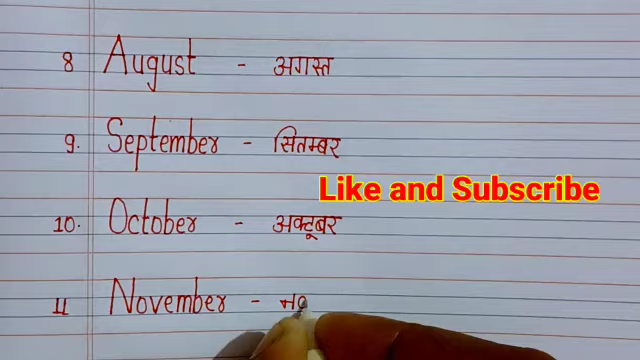 8 August - अगस्त
9. September - सितम्बर
Like and Subscribe
10. October - अक्टूबर
11 November - न